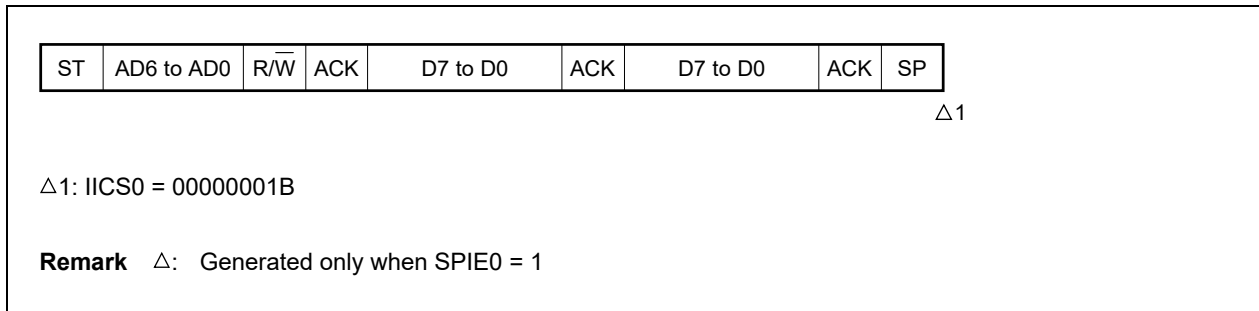 ST AD6 to AD0 R/W̅ ACK D7 to D0 ACK D7 to D0 ACK SP
△1
△1: IICS0 = 00000001B
Remark △: Generated only when SPIE0 = 1